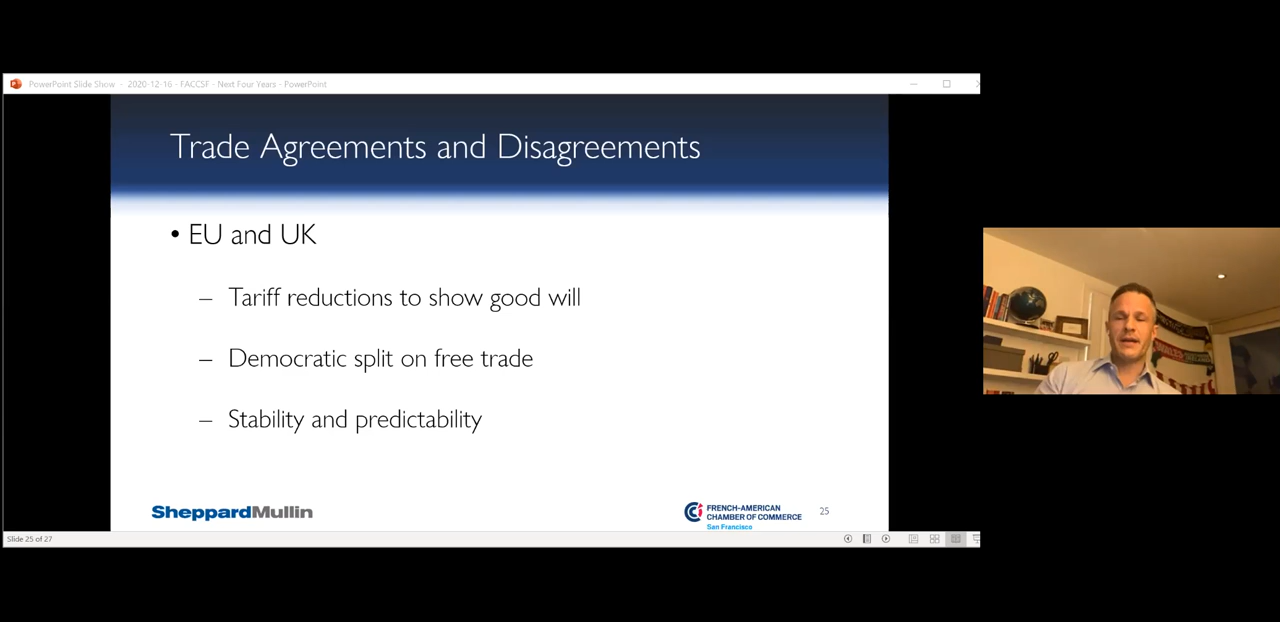 PowerPoint Slide Show - 2020-12-16 - FACCSF - Next Four Years - PowerPoint
Trade Agreements and Disagreements
• EU and UK
– Tariff reductions to show good will
– Democratic split on free trade
– Stability and predictability
SheppardMullin
CCI
FRENCH-AMERICAN
CHAMBER OF COMMERCE
San Francisco
25
Slide 25 of 27